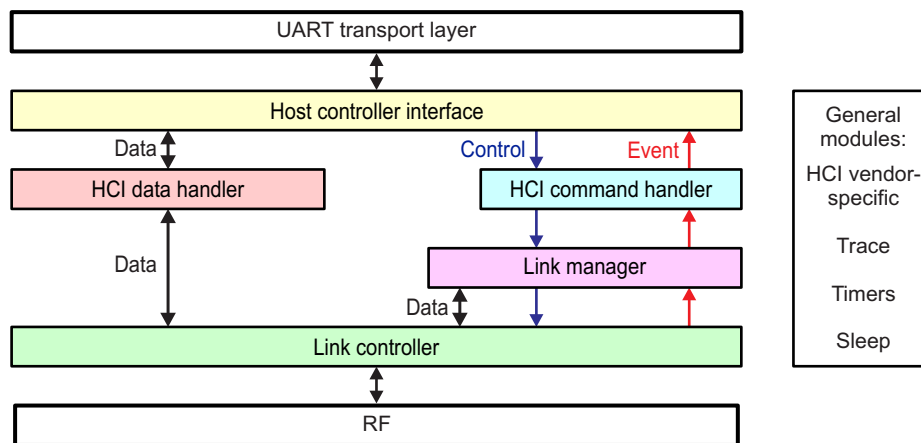 UART transport layer
Host controller interface
Data
Control
Event
HCI data handler
HCI command handler
Data
Link manager
Data
Link controller
RF
General
modules:
HCI vendor-
specific
Trace
Timers
Sleep